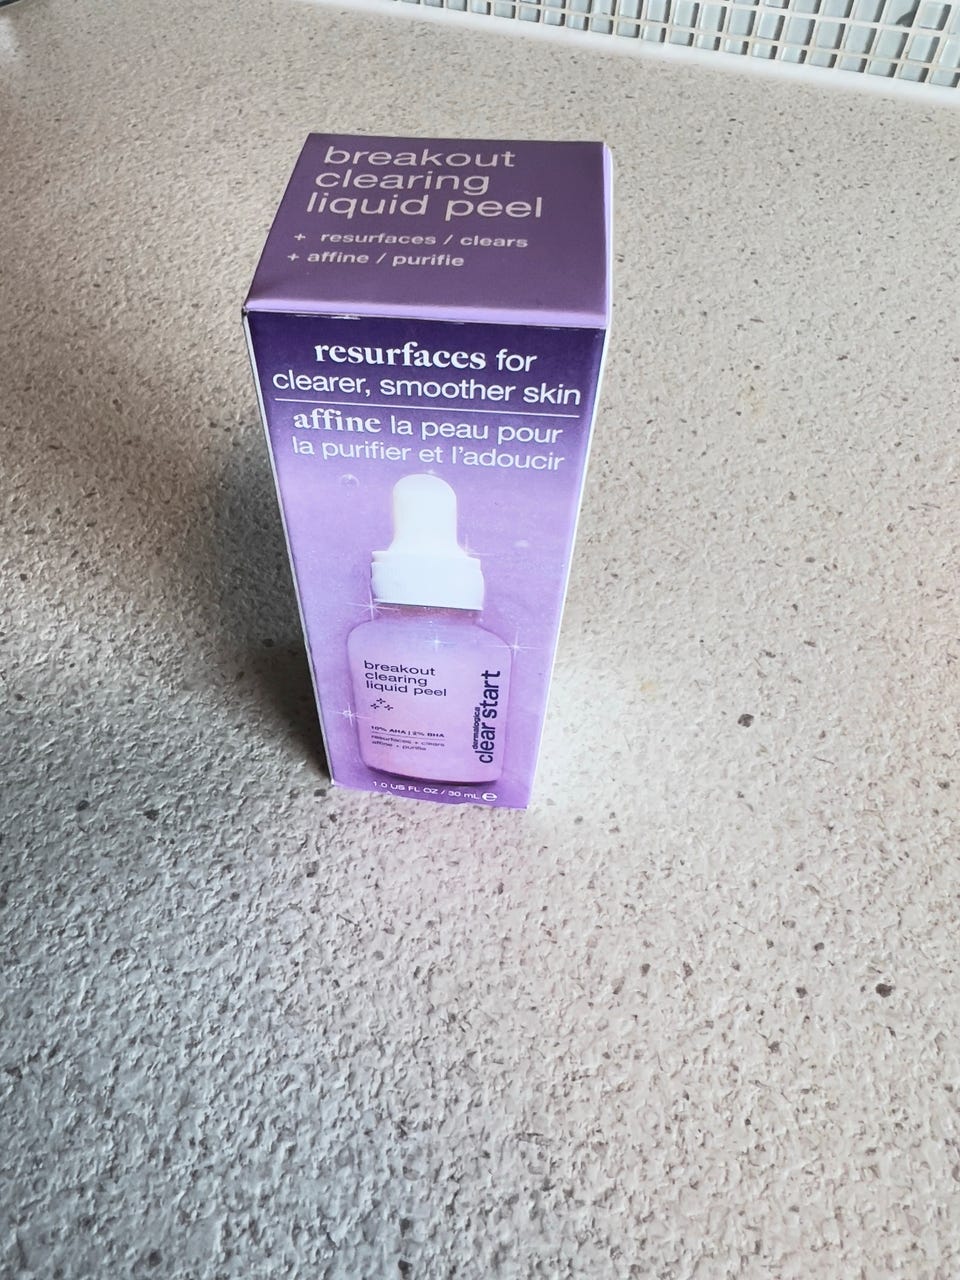 breakout
clearing
liquid peel
+ resurfaces / clears
+ affine / purifie
resurfaces for
clearer, smoother skin
affine la peau pour
la purifier et l'adoucir
breakout
clearing
liquid peel
10% AHA | 2% BHA
resurfaces + clears
affine + purifie
dermalogica
clear start
1.0 US FL OZ / 30 mL e